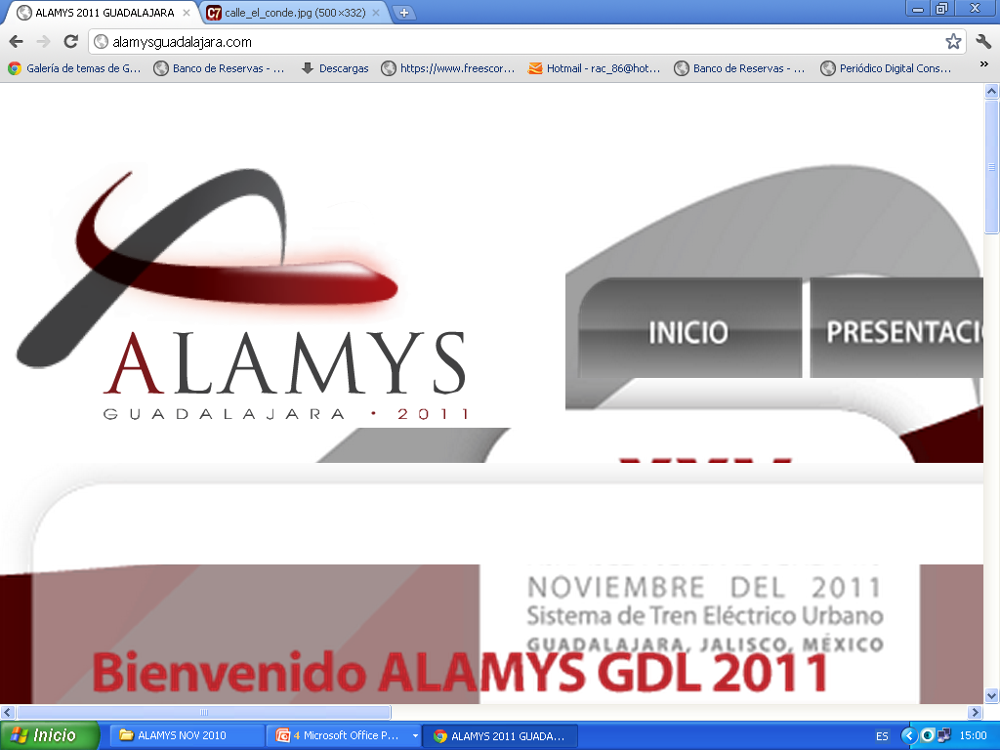 ALAMYS 2011 GUADALAJARA
C7 calle_el_conde.jpg (500×332)
alamysguadalajara.com
Galería de temas de G...
Banco de Reservas - ...
Descargas
https://www.freescor...
Hotmail - rac_86@hot...
Banco de Reservas - ...
Periódico Digital Cons...
»
INICIO
PRESENTACI
ALAMYS
GUADALAJARA • 2011
NOVIEMBRE DEL 2011
Sistema de Tren Eléctrico Urbano
GUADALAJARA, JALISCO, MÉXICO
Bienvenido ALAMYS GDL 2011
Inicio
ALAMYS NOV 2010
4 Microsoft Office P...
ALAMYS 2011 GUADA...
ES
15:00